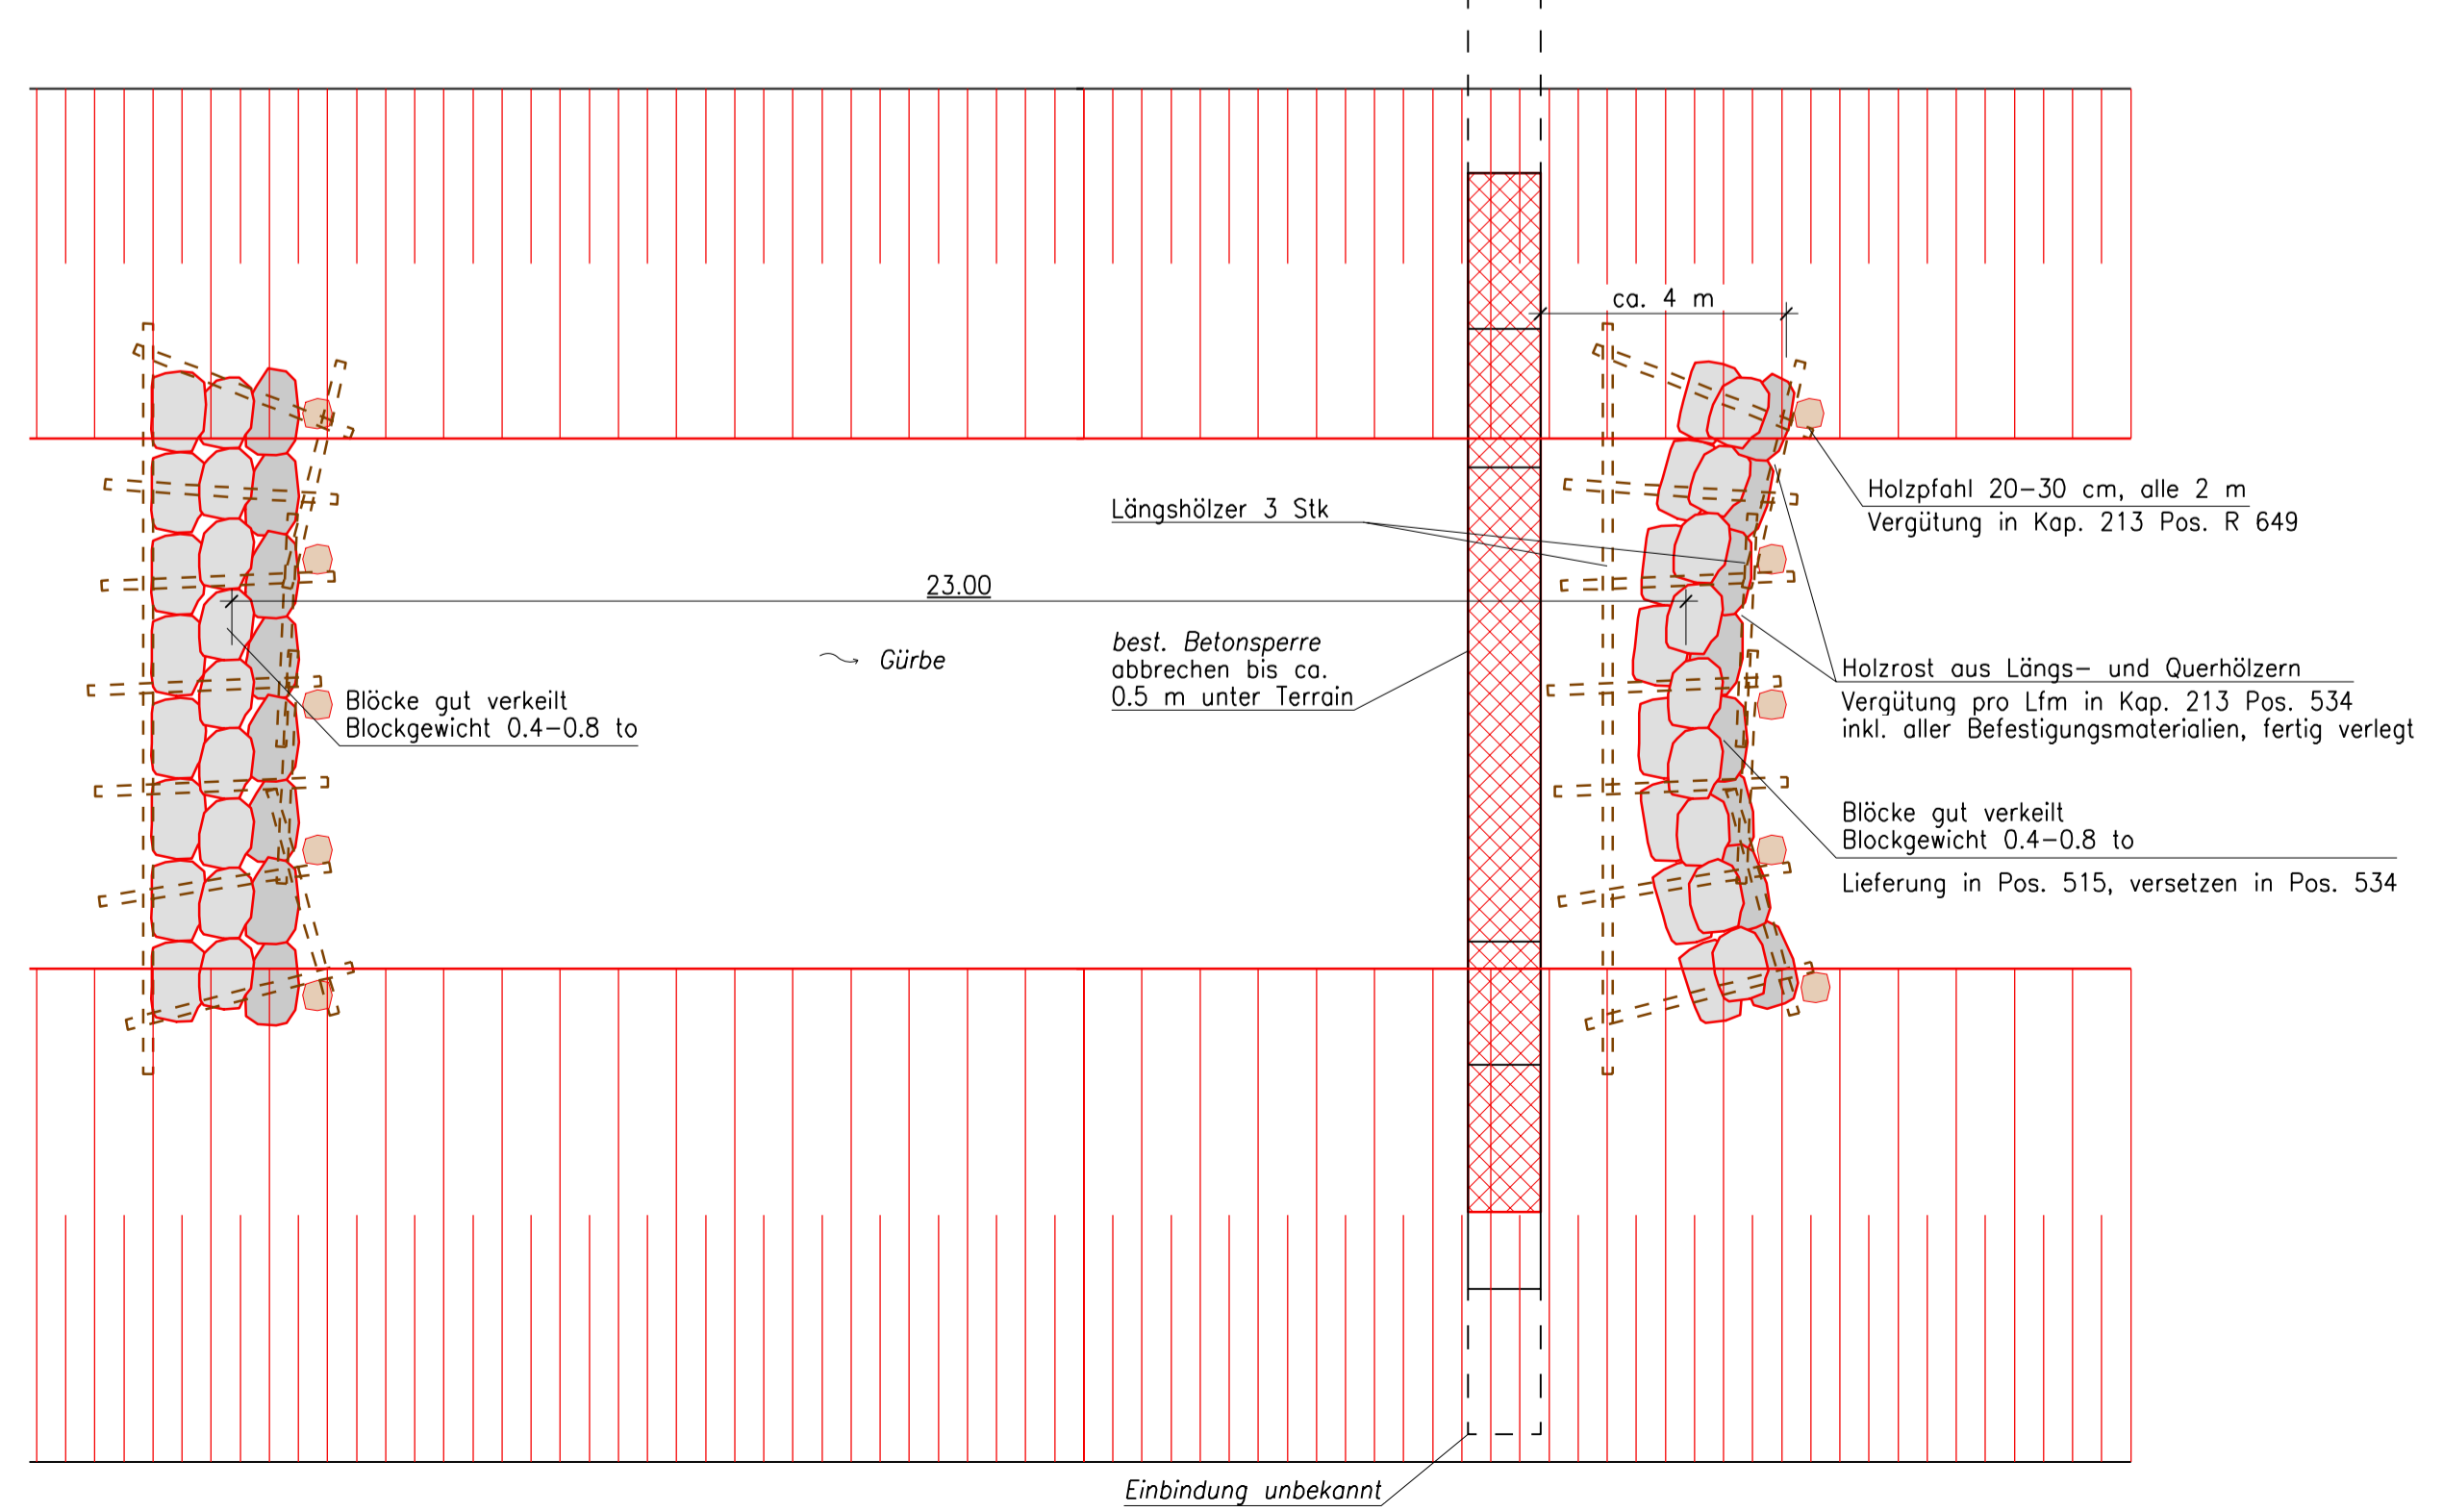 ca. 4 m
Holzpfahl 20-30 cm, alle 2 m
Vergütung in Kap. 213 Pos. R 649
Längshölzer 3 Stk
23.00
best. Betonsperre
abbrechen bis ca.
0.5 m unter Terrain
Gürbe
Holzrost aus Längs- und Querhölzern
Vergütung pro Lfm in Kap. 213 Pos. 534
inkl. aller Befestigungsmaterialien, fertig verlegt
Blöcke gut verkeilt
Blockgewicht 0.4-0.8 to
Blöcke gut verkeilt
Blockgewicht 0.4-0.8 to
Lieferung in Pos. 515, versetzen in Pos. 534
Einbindung unbekannt